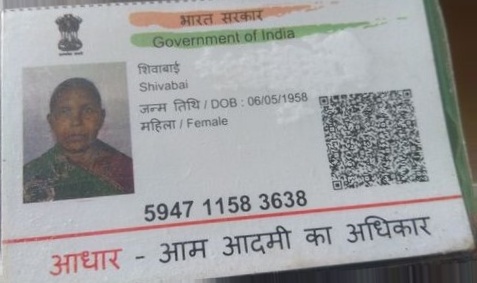 भारत सरकार
Government of India
शिवाबाई
Shivabai
जन्म तिथि / DOB : 06/05/1958
महिला / Female
5947 1158 3638
आधार - आम आदमी का अधिकार